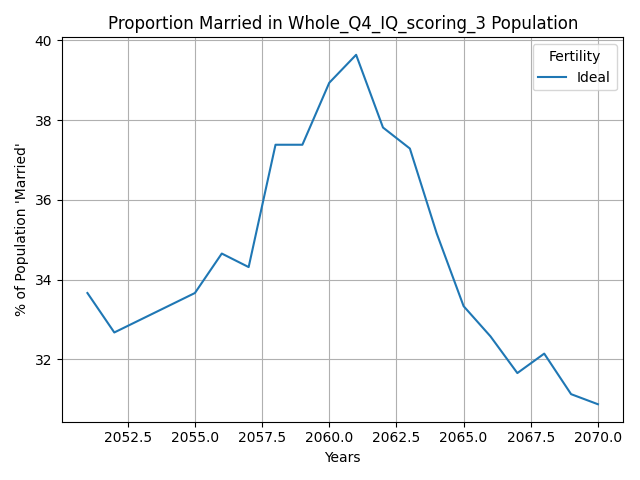 Proportion Married in Whole_Q4_IQ_scoring_3 Population
Fertility
Ideal
% of Population 'Married'
40
38
36
34
32
2052.5 2055.0 2057.5 2060.0 2062.5 2065.0 2067.5 2070.0
Years